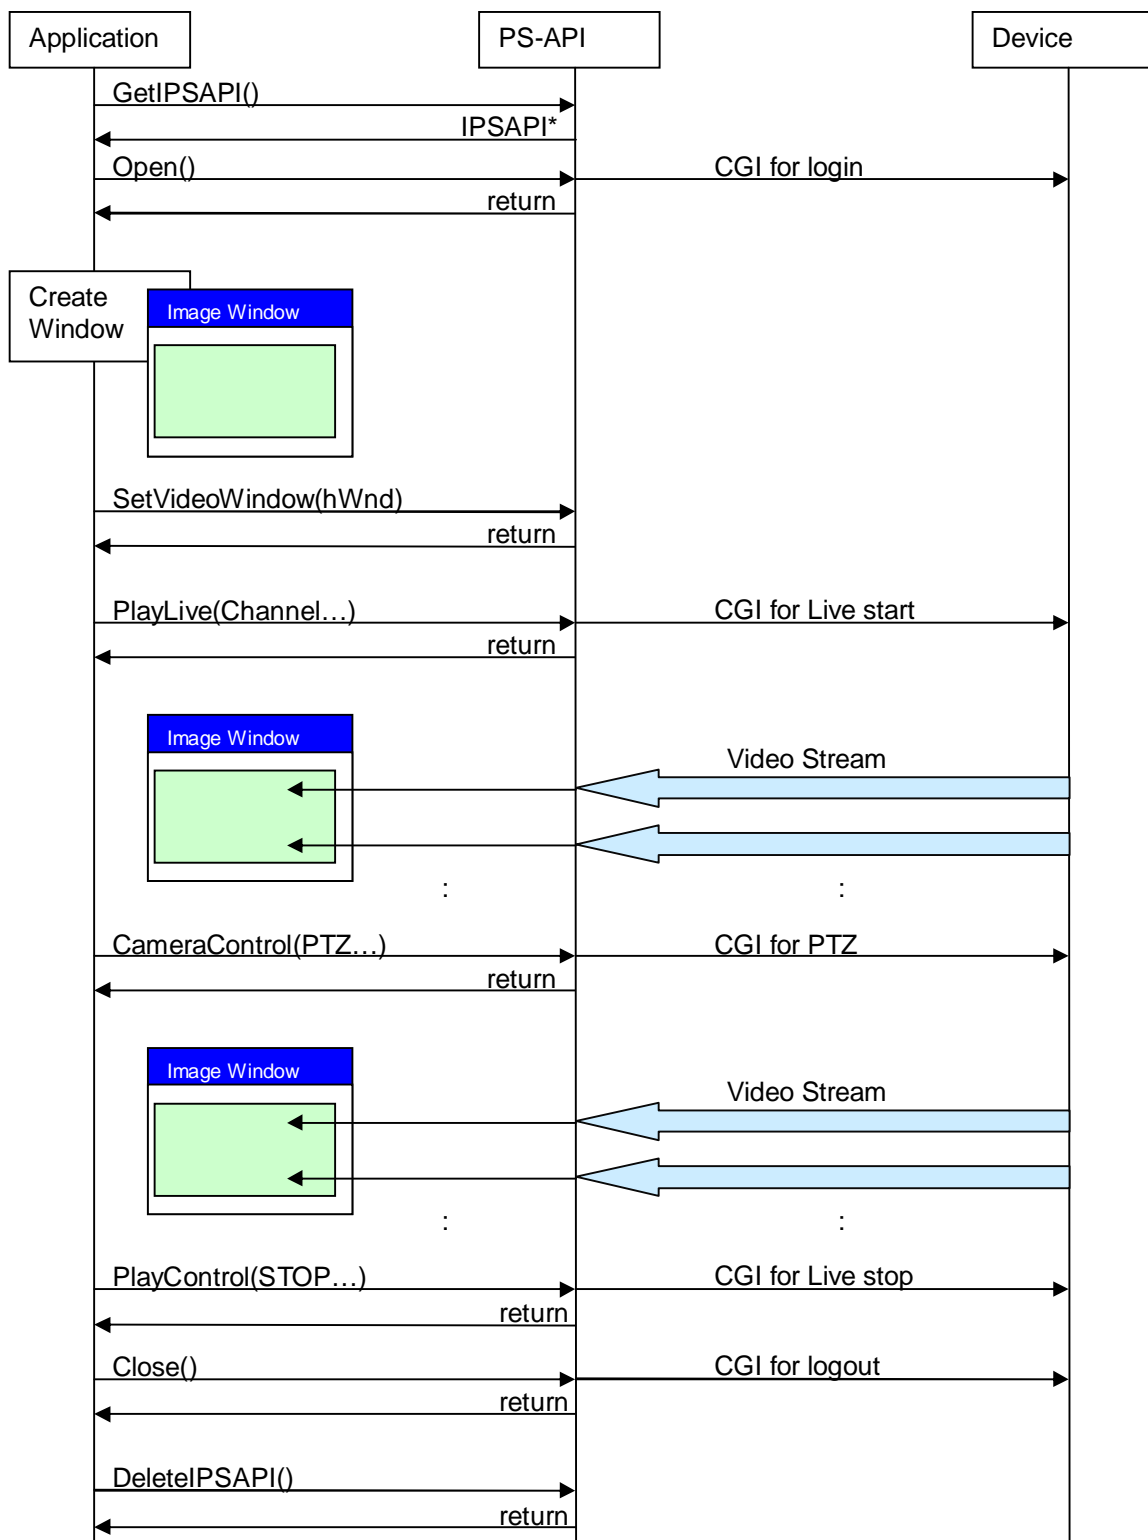 Application
PS-API
Device
GetIPSAPI()
IPSAPI*
Open()
CGI for login
return
Create
Window
Image Window
SetVideoWindow(hWnd)
return
PlayLive(Channel…)
CGI for Live start
return
Image Window
Video Stream
:
:
CameraControl(PTZ…)
CGI for PTZ
return
Image Window
Video Stream
:
:
PlayControl(STOP…)
CGI for Live stop
return
Close()
CGI for logout
return
DeleteIPSAPI()
return